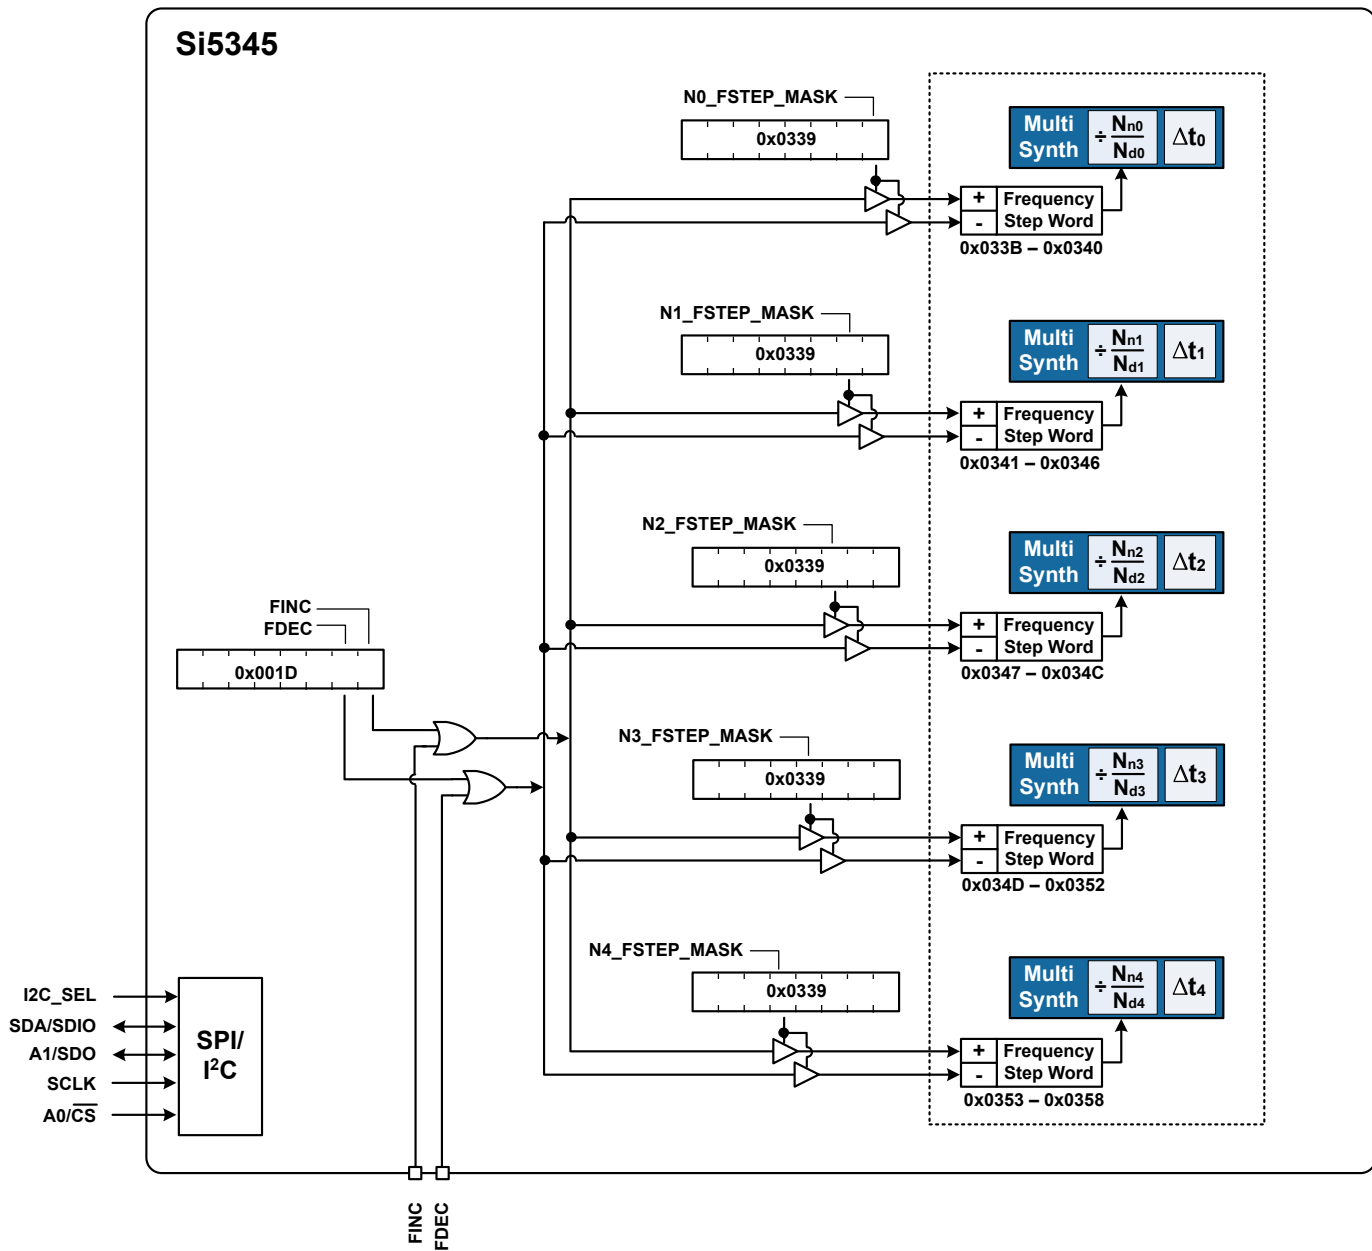 Si5345
N0_FSTEP_MASK
0x0339
Multi
Synth
÷ Nn0
Nd0
Δt0
+ Frequency
- Step Word
0x033B – 0x0340
N1_FSTEP_MASK
0x0339
Multi
Synth
÷ Nn1
Nd1
Δt1
+ Frequency
- Step Word
0x0341 – 0x0346
N2_FSTEP_MASK
0x0339
Multi
Synth
÷ Nn2
Nd2
Δt2
+ Frequency
- Step Word
0x0347 – 0x034C
FINC
FDEC
0x001D
N3_FSTEP_MASK
0x0339
Multi
Synth
÷ Nn3
Nd3
Δt3
+ Frequency
- Step Word
0x034D – 0x0352
N4_FSTEP_MASK
0x0339
Multi
Synth
÷ Nn4
Nd4
Δt4
+ Frequency
- Step Word
0x0353 – 0x0358
I2C_SEL
SDA/SDIO
A1/SDO
SCLK
A0/C̅S̅
SPI/
I²C
FINC
FDEC